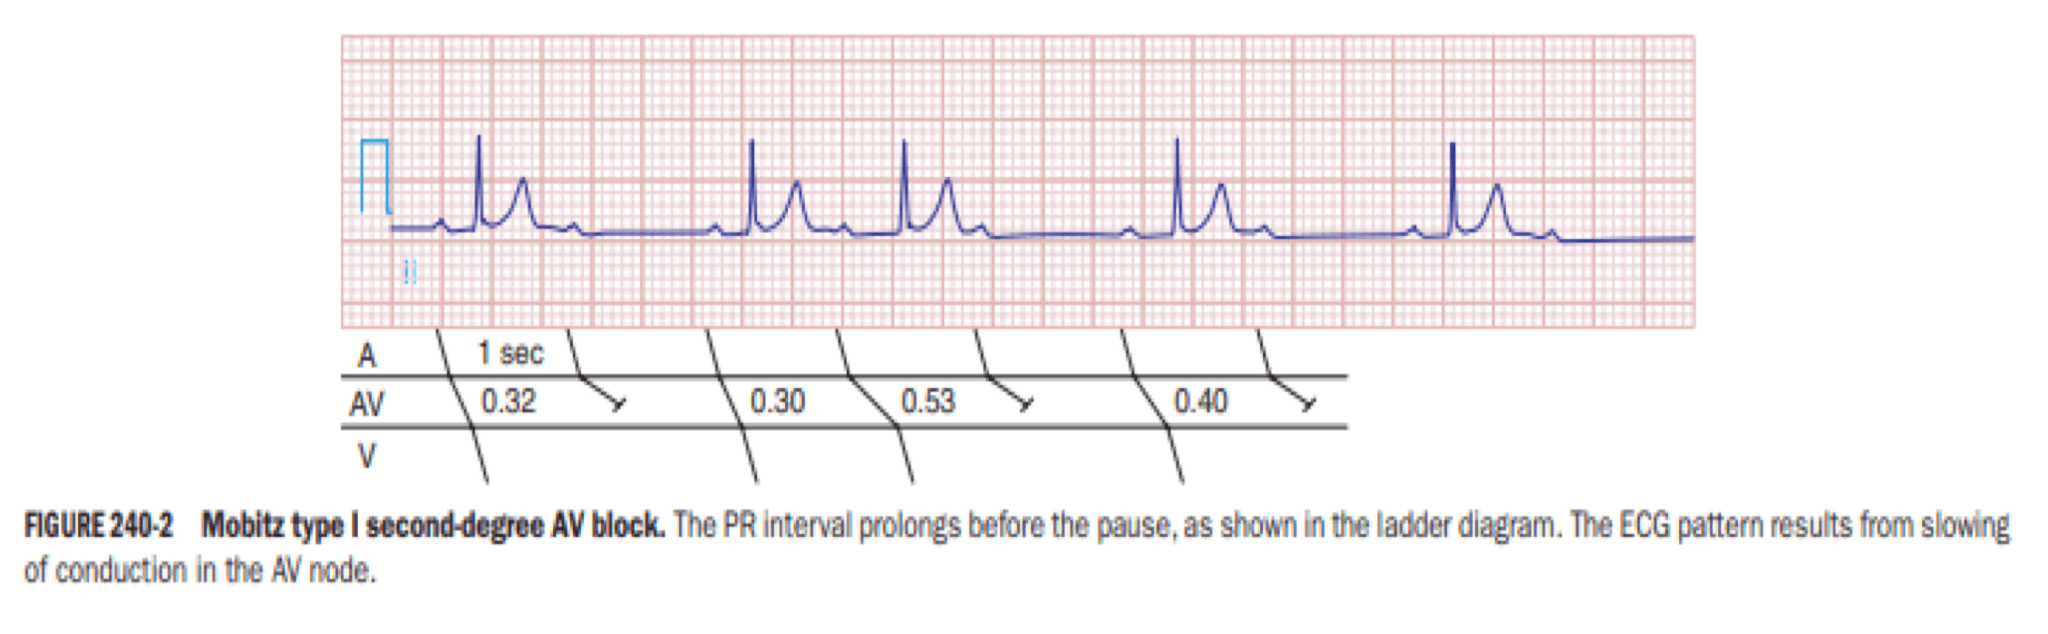 II
A 1 sec
AV 0.32 0.30 0.53 0.40
V
FIGURE 240-2 Mobitz type I second-degree AV block. The PR interval prolongs before the pause, as shown in the ladder diagram. The ECG pattern results from slowing
of conduction in the AV node.